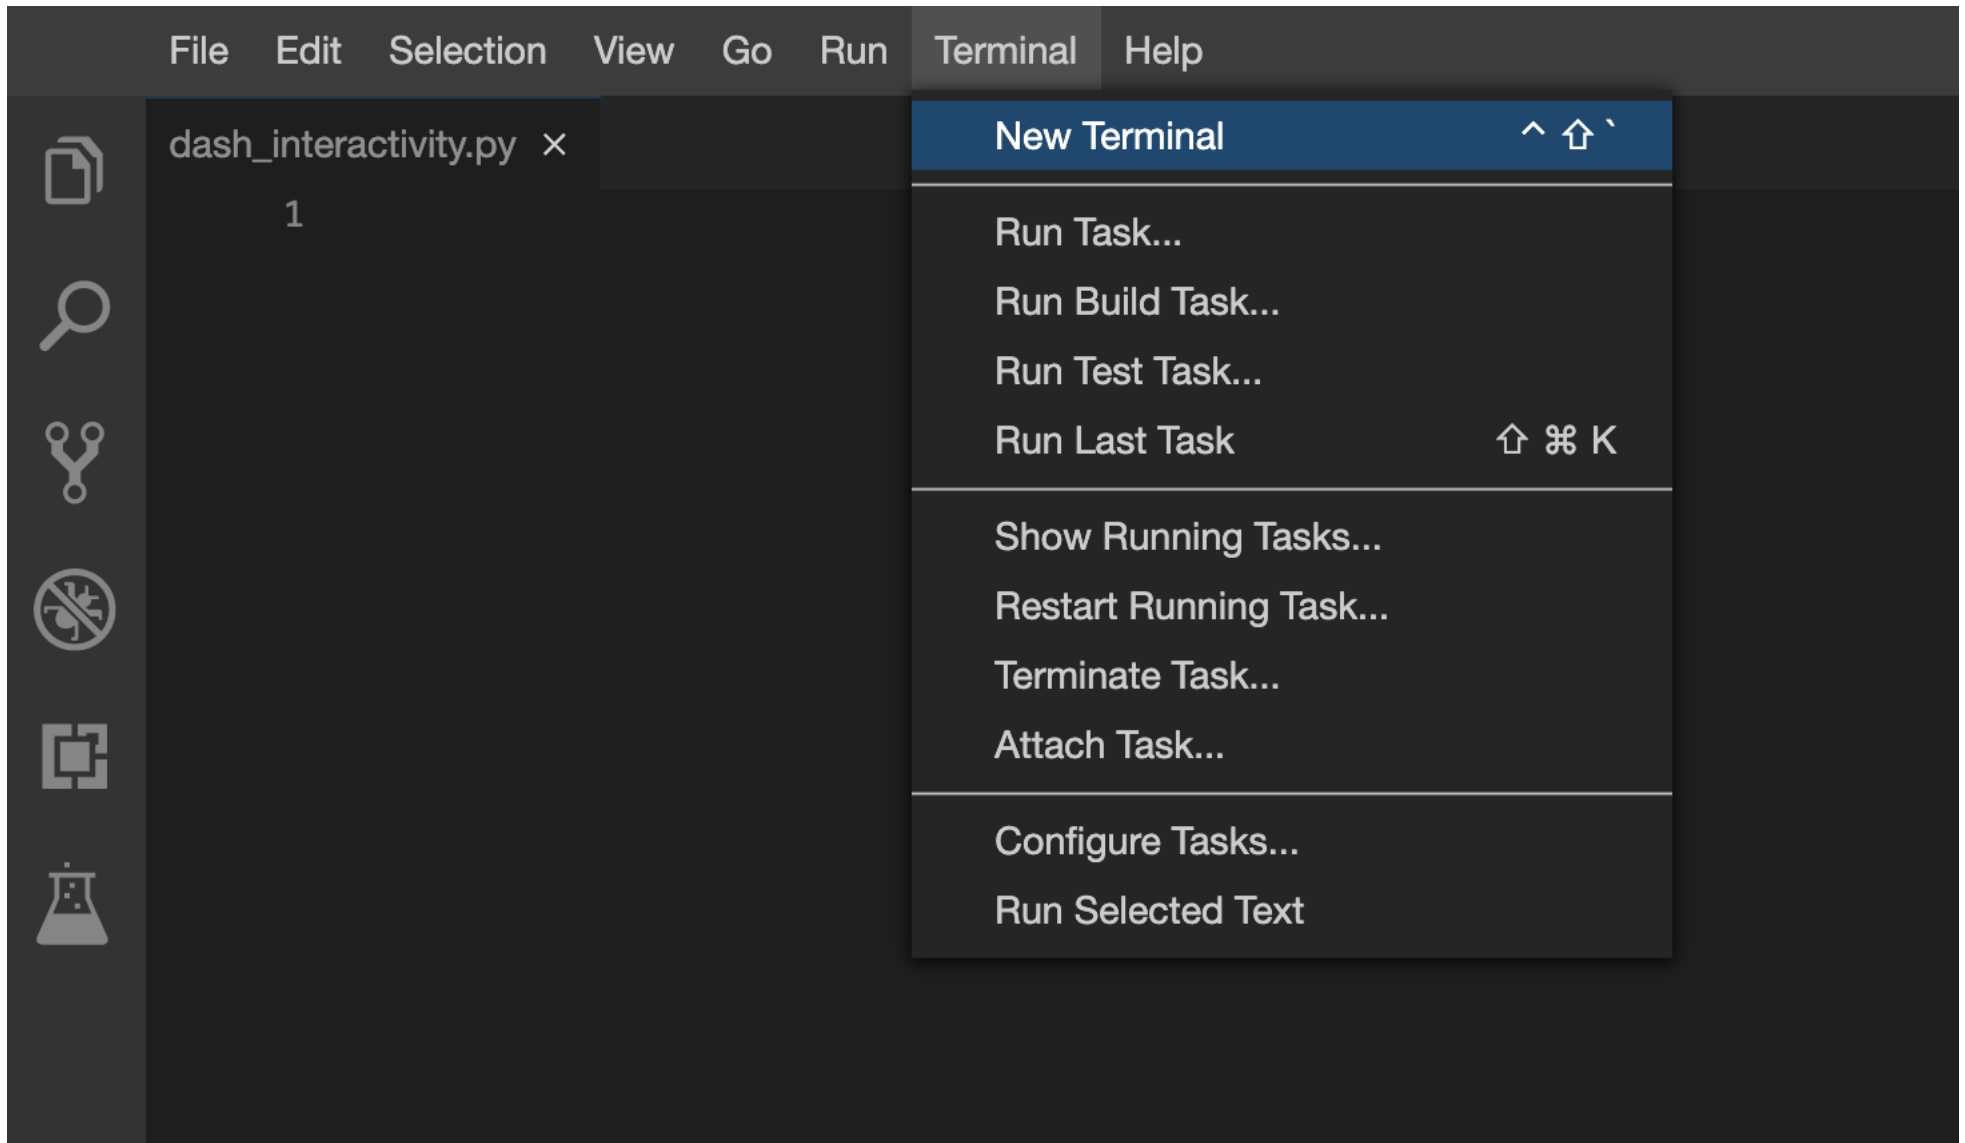 File Edit Selection View Go Run Terminal Help
dash_interactivity.py ×
1
New Terminal ^ ⇧ `
Run Task...
Run Build Task...
Run Test Task...
Run Last Task ⇧ ⌘ K
Show Running Tasks...
Restart Running Task...
Terminate Task...
Attach Task...
Configure Tasks...
Run Selected Text